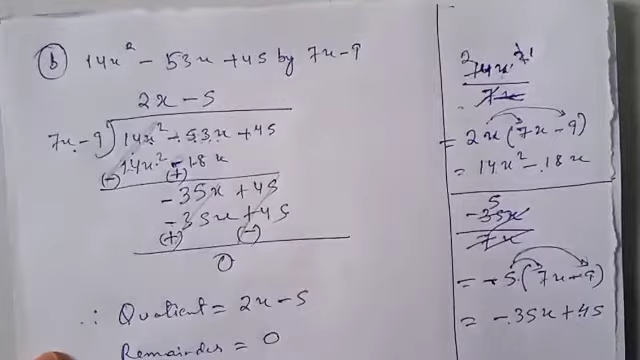 (b) 14x² - 53x + 45 by 7x-9
2x - 5
7x-9) 14x² - 53x + 45
14x² - 18x
(-) (+)
- 35x + 45
- 35x + 45
(+) (-)
0
∴ Quotient = 2x - 5
Remainder = 0
2
14x²
7x
= 2x (7x - 9)
= 14x² - 18x
5
-35x
7x
= -5 (7x-9)
= -35x + 45